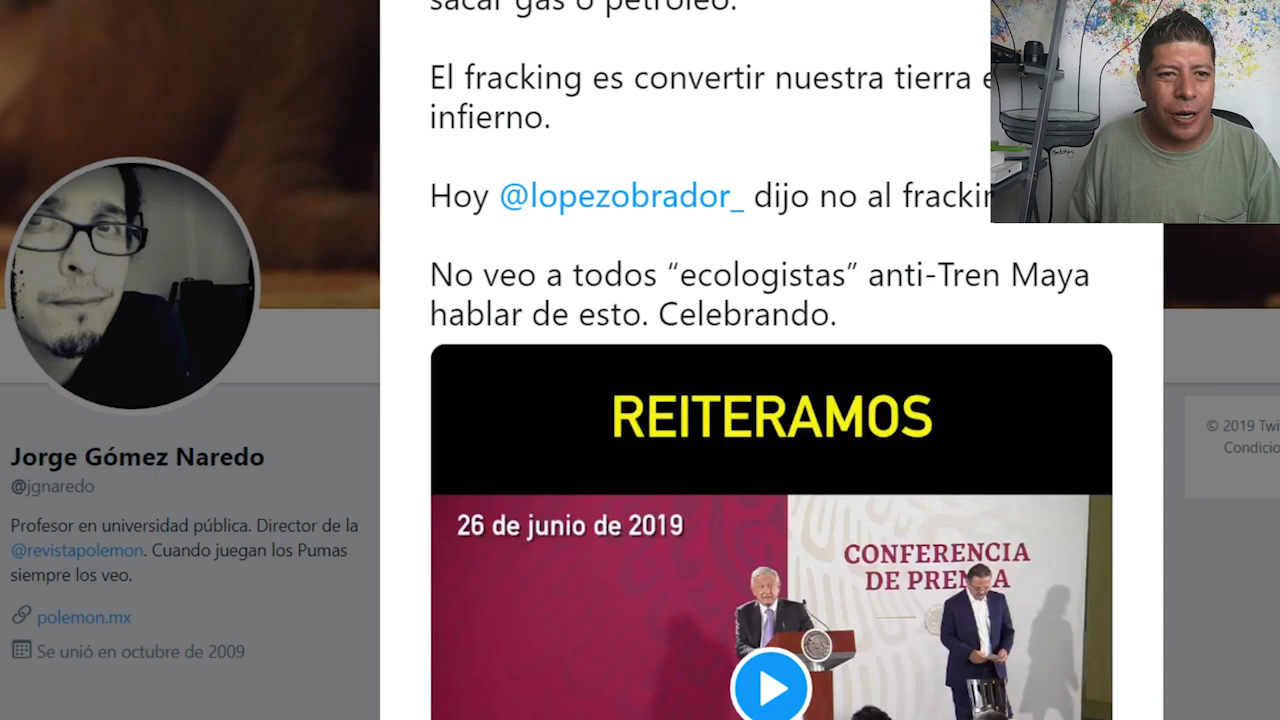 sacar gas o petróleo.
El fracking es convertir nuestra tierra e
infierno.
Hoy @lopezobrador_ dijo no al frackin
No veo a todos “ecologistas” anti-Tren Maya
hablar de esto. Celebrando.
REITERAMOS
26 de junio de 2019
CONFERENCIA
DE PRENSA
Jorge Gómez Naredo
@jgnaredo
Profesor en universidad pública. Director de la
@revistapolemon. Cuando juegan los Pumas
siempre los veo.
polemon.mx
Se unió en octubre de 2009
© 2019 Twi
Condicio